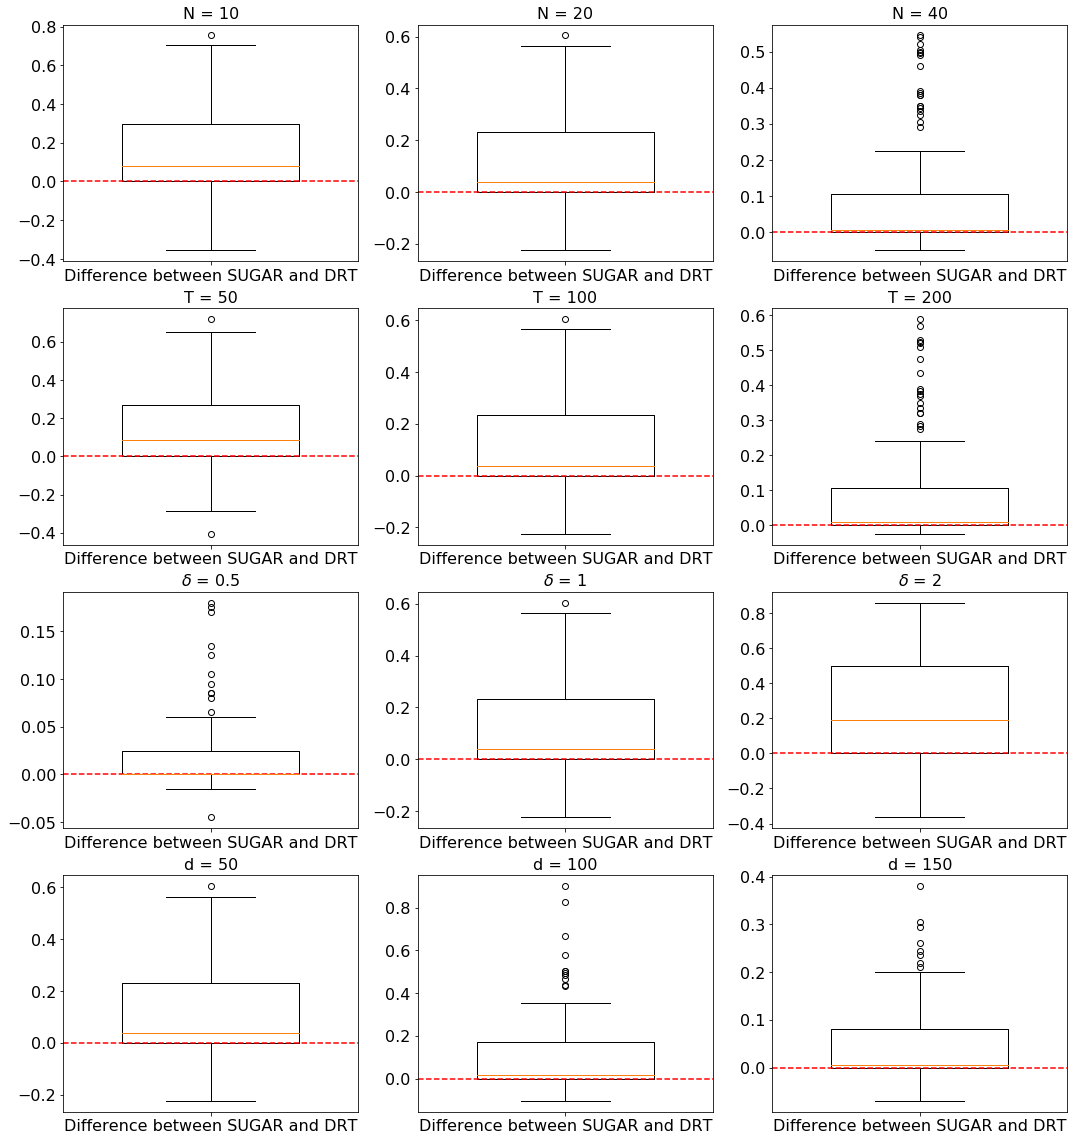 N = 10
0.8
0.6
0.4
0.2
0.0
−0.2
−0.4
Difference between SUGAR and DRT
N = 20
0.6
0.4
0.2
0.0
−0.2
Difference between SUGAR and DRT
N = 40
0.5
0.4
0.3
0.2
0.1
0.0
Difference between SUGAR and DRT
T = 50
0.6
0.4
0.2
0.0
−0.2
−0.4
Difference between SUGAR and DRT
T = 100
0.6
0.4
0.2
0.0
−0.2
Difference between SUGAR and DRT
T = 200
0.6
0.5
0.4
0.3
0.2
0.1
0.0
Difference between SUGAR and DRT
δ = 0.5
0.15
0.10
0.05
0.00
−0.05
Difference between SUGAR and DRT
δ = 1
0.6
0.4
0.2
0.0
−0.2
Difference between SUGAR and DRT
δ = 2
0.8
0.6
0.4
0.2
0.0
−0.2
−0.4
Difference between SUGAR and DRT
d = 50
0.6
0.4
0.2
0.0
−0.2
Difference between SUGAR and DRT
d = 100
0.8
0.6
0.4
0.2
0.0
Difference between SUGAR and DRT
d = 150
0.4
0.3
0.2
0.1
0.0
Difference between SUGAR and DRT